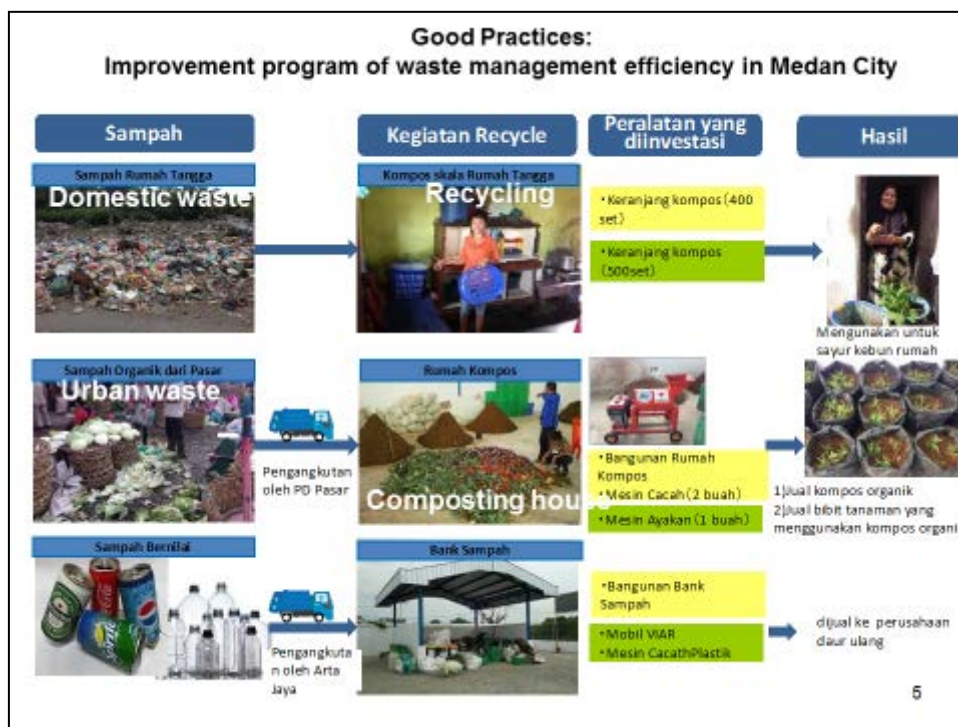 Good Practices:
Improvement program of waste management efficiency in Medan City
Sampah
Kegiatan Recycle
Peralatan yang
diinvestasi
Hasil
Sampah Rumah Tangga
Domestic waste
Kompos skala Rumah Tangga
Recycling
•Keranjang kompos (400
set)
•Keranjang kompos
(500set)
Mengunakan untuk
sayur kebun rumah
Sampah Organik dari Pasar
Urban waste
Pengangkutan
oleh PD Pasar
Rumah Kompos
Composting house
•Bangunan Rumah
Kompos
•Mesin Cacah (2 buah)
•Mesin Ayakan (1 buah)
1)Jual kompos organik
2)Jual bibit tanaman yang
menggunakan kompos organi
Sampah Bernilai
Pengangkuta
n oleh Arta
Jaya
Bank Sampah
•Bangunan Bank
Sampah
•Mobil VIAR
•Mesin CacathPlastik
dijual ke perusahaan
daur ulang
5